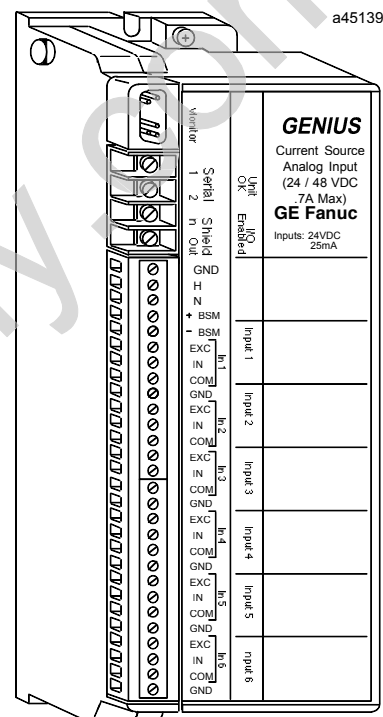 a45139
GENIUS
Current Source
Analog Input
(24 / 48 VDC
.7A Max)
GE Fanuc
Inputs: 24VDC
25mA
Monitor
Serial
1 2
Shield
n Out
Unit
OK
I/O
Enabled
GND
H
N
+ BSM
- BSM
EXC
IN
COM
In 1
GND
EXC
IN
COM
In 2
GND
EXC
IN
COM
In 3
GND
EXC
IN
COM
In 4
GND
EXC
IN
COM
In 5
GND
EXC
IN
COM
In 6
GND
Input 1
Input 2
Input 3
Input 4
Input 5
nput 6